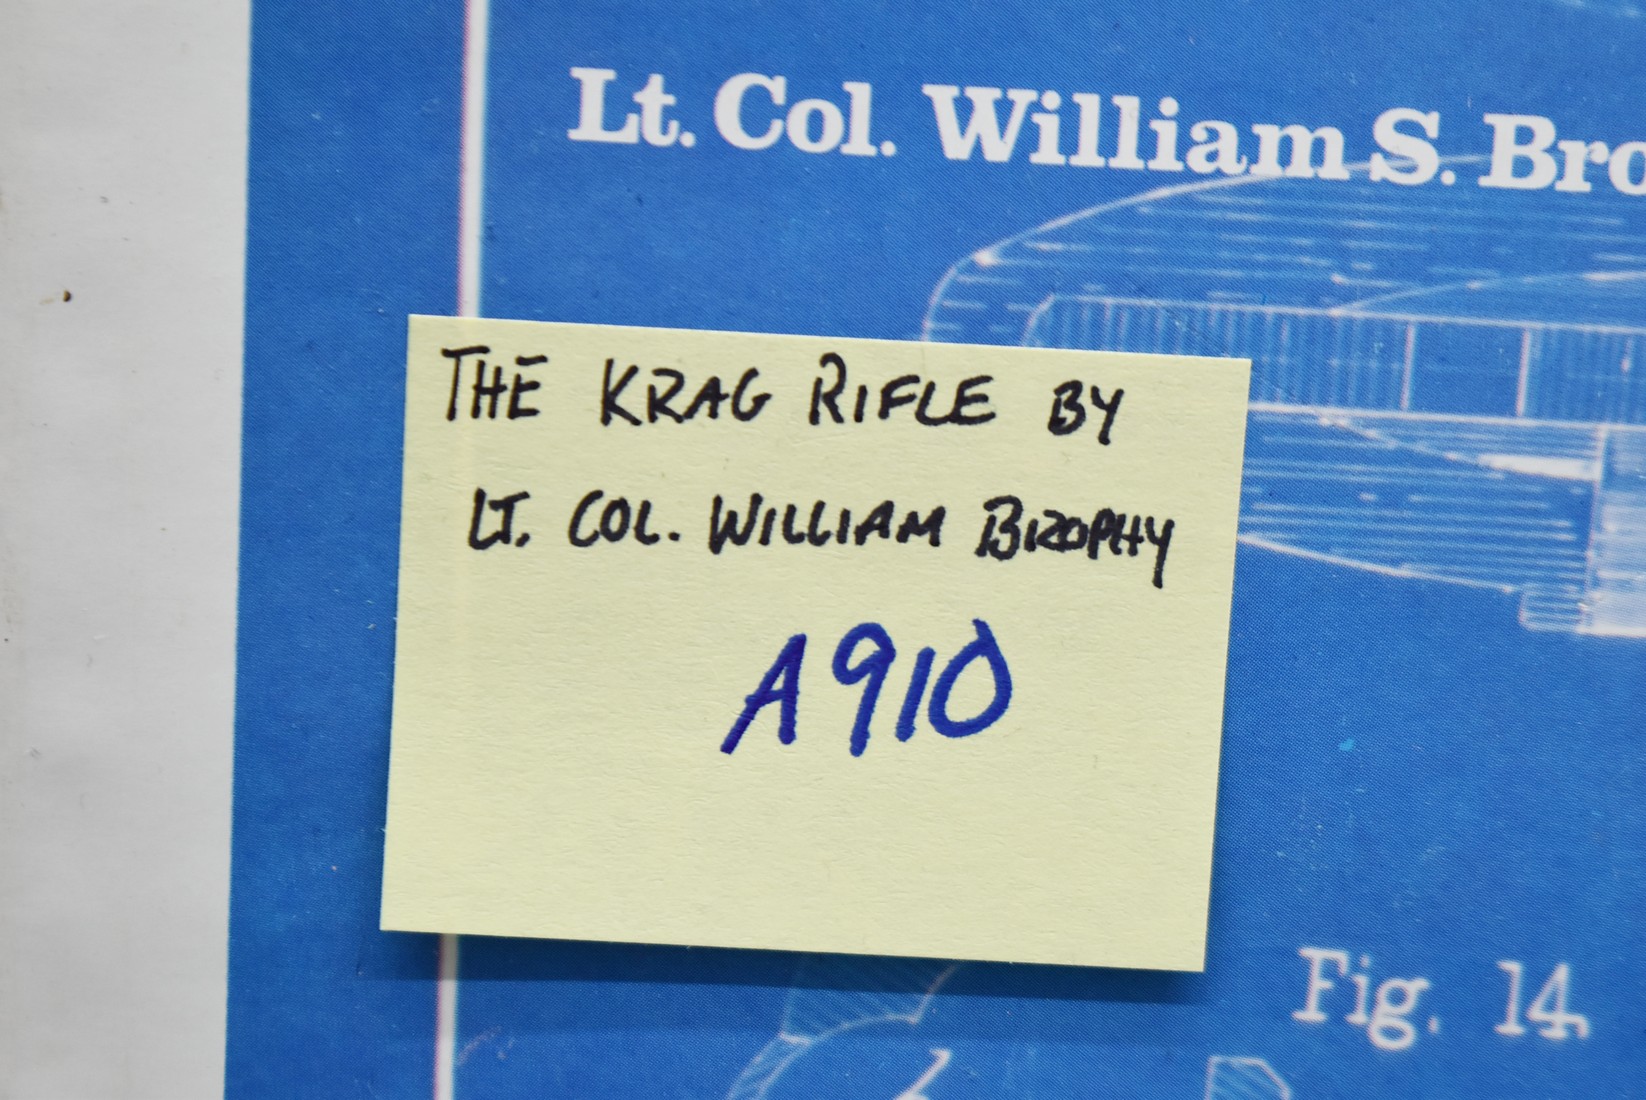 Lt. Col. William S. Bro
THE KRAG RIFLE BY
LT. COL. WILLIAM BROPHY
A910
Fig. 14.